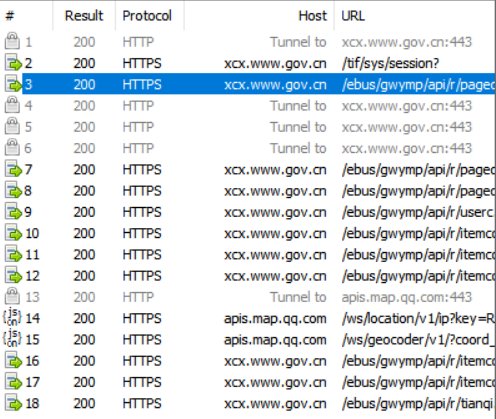 # Result Protocol Host URL
1 200 HTTP Tunnel to xcx.www.gov.cn:443
2 200 HTTPS xcx.www.gov.cn /tif/sys/session?
3 200 HTTPS xcx.www.gov.cn /ebus/gwymp/api/r/pagec
4 200 HTTP Tunnel to xcx.www.gov.cn:443
5 200 HTTP Tunnel to xcx.www.gov.cn:443
6 200 HTTP Tunnel to xcx.www.gov.cn:443
7 200 HTTPS xcx.www.gov.cn /ebus/gwymp/api/r/pagec
8 200 HTTPS xcx.www.gov.cn /ebus/gwymp/api/r/pagec
9 200 HTTPS xcx.www.gov.cn /ebus/gwymp/api/r/userc
10 200 HTTPS xcx.www.gov.cn /ebus/gwymp/api/r/itemcc
11 200 HTTPS xcx.www.gov.cn /ebus/gwymp/api/r/itemcc
12 200 HTTPS xcx.www.gov.cn /ebus/gwymp/api/r/itemcc
13 200 HTTP Tunnel to apis.map.qq.com:443
14 200 HTTPS apis.map.qq.com /ws/location/v1/ip?key=R
15 200 HTTPS apis.map.qq.com /ws/geocoder/v1/?coord_
16 200 HTTPS xcx.www.gov.cn /ebus/gwymp/api/r/itemcc
17 200 HTTPS xcx.www.gov.cn /ebus/gwymp/api/r/itemcc
18 200 HTTPS xcx.www.gov.cn /ebus/gwymp/api/r/tianqi